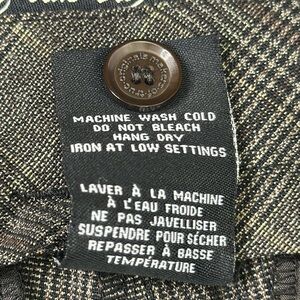 originals
MACHINE WASH COLD
DO NOT BLEACH
HANG DRY
IRON AT LOW SETTINGS
LAVER À LA MACHINE
À L'EAU FROIDE
NE PAS JAVELLISER
SUSPENDRE POUR SÉCHER
REPASSER À BASSE
TEMPÉRATURE